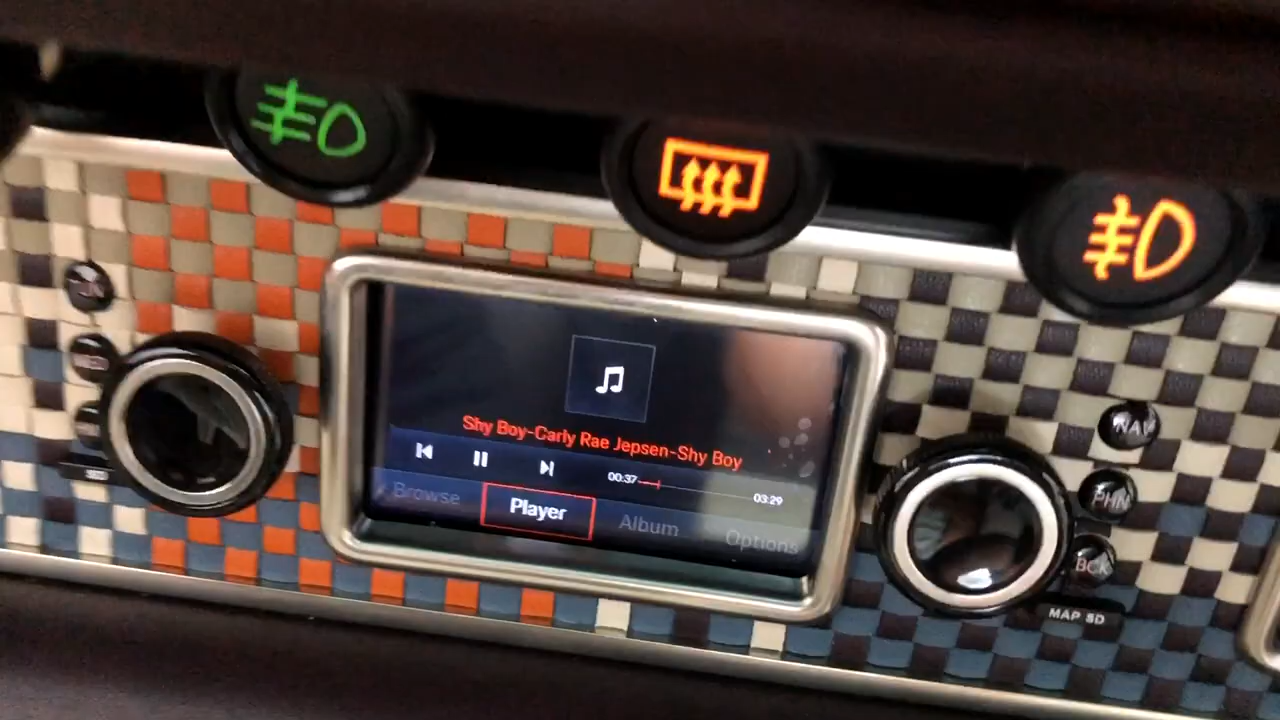 Shy Boy-Carly Rae Jepsen-Shy Boy
00:37
03:29
Browse
Player
Album
Options
NAV
PHN
BCK
MAP SD